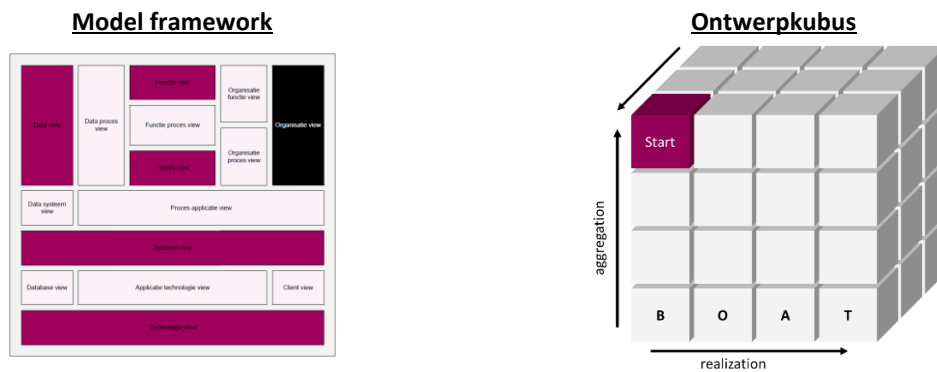 Model framework
Ontwerpkubus
Data view
Data proces
view
Functie view
Functie proces view
Proces view
Organisatie
functie view
Organisatie
proces view
Organisatie view
Data systeem
view
Proces applicatie view
Systeem view
Database view
Applicatie technologie view
Client view
Technologie view
Start
aggregation
B O A T
realization